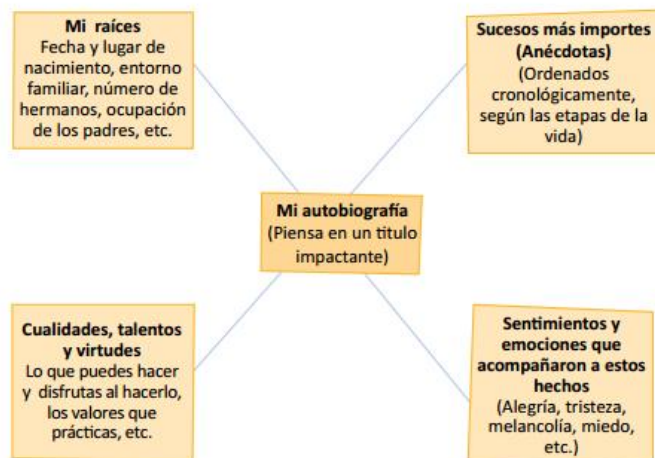 Mi raíces
Fecha y lugar de
nacimiento, entorno
familiar, número de
hermanos, ocupación
de los padres, etc.
Sucesos más importes
(Anécdotas)
(Ordenados
cronológicamente,
según las etapas de la
vida)
Mi autobiografía
(Piensa en un titulo
impactante)
Cualidades, talentos
y virtudes
Lo que puedes hacer
y disfrutas al hacerlo,
los valores que
prácticas, etc.
Sentimientos y
emociones que
acompañaron a estos
hechos
(Alegría, tristeza,
melancolía, miedo,
etc.)